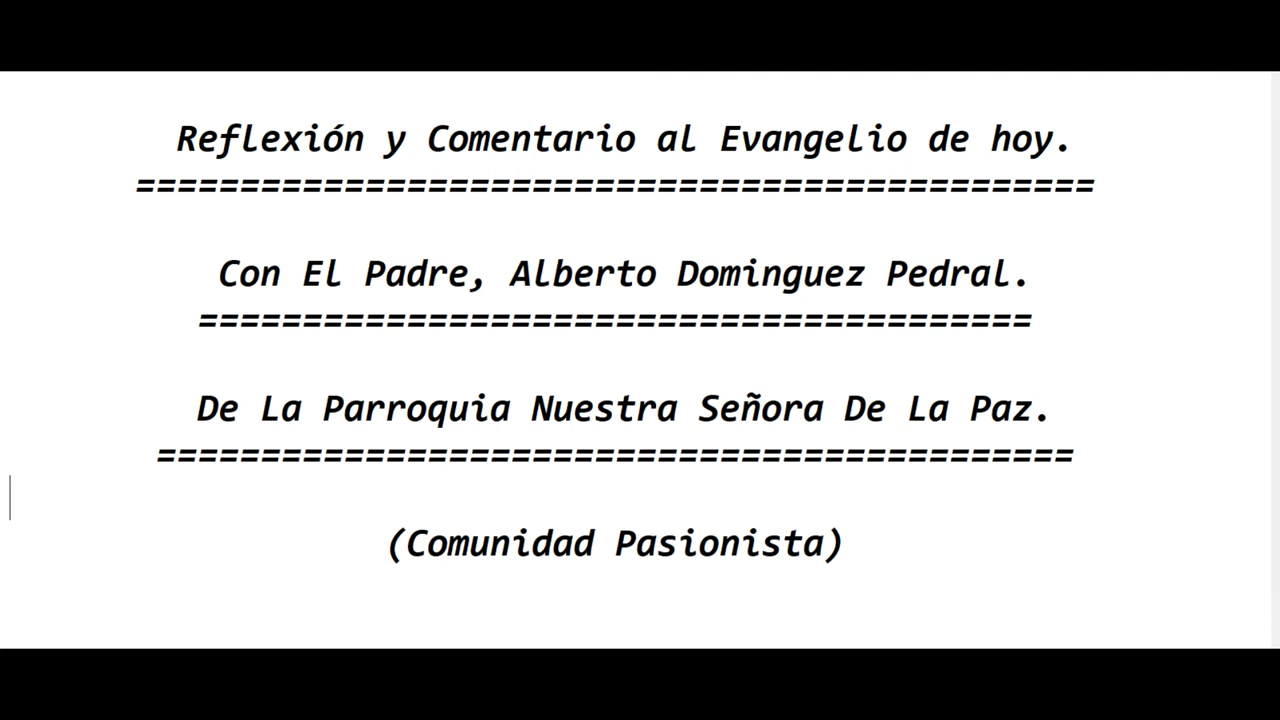 Reflexión y Comentario al Evangelio de hoy.
==============================================
Con El Padre, Alberto Dominguez Pedral.
========================================
De La Parroquia Nuestra Señora De La Paz.
============================================
(Comunidad Pasionista)